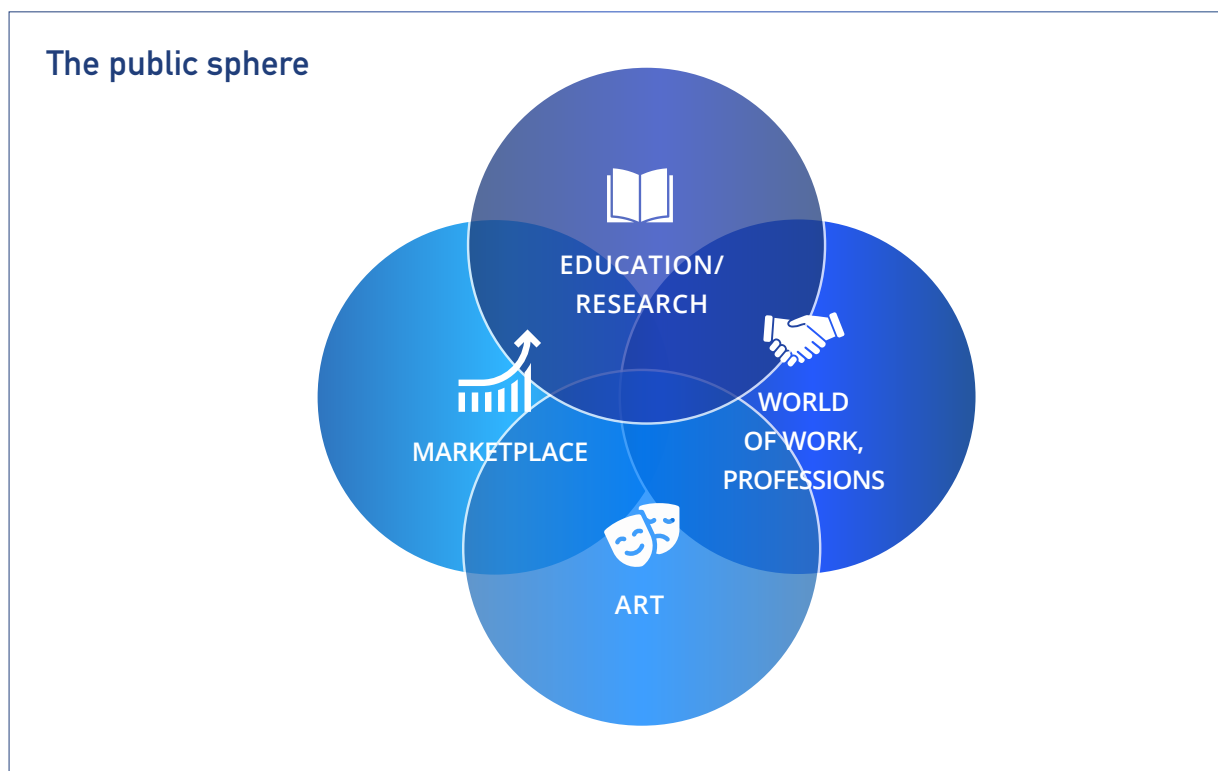 The public sphere
EDUCATION/
RESEARCH
MARKETPLACE
WORLD
OF WORK,
PROFESSIONS
ART